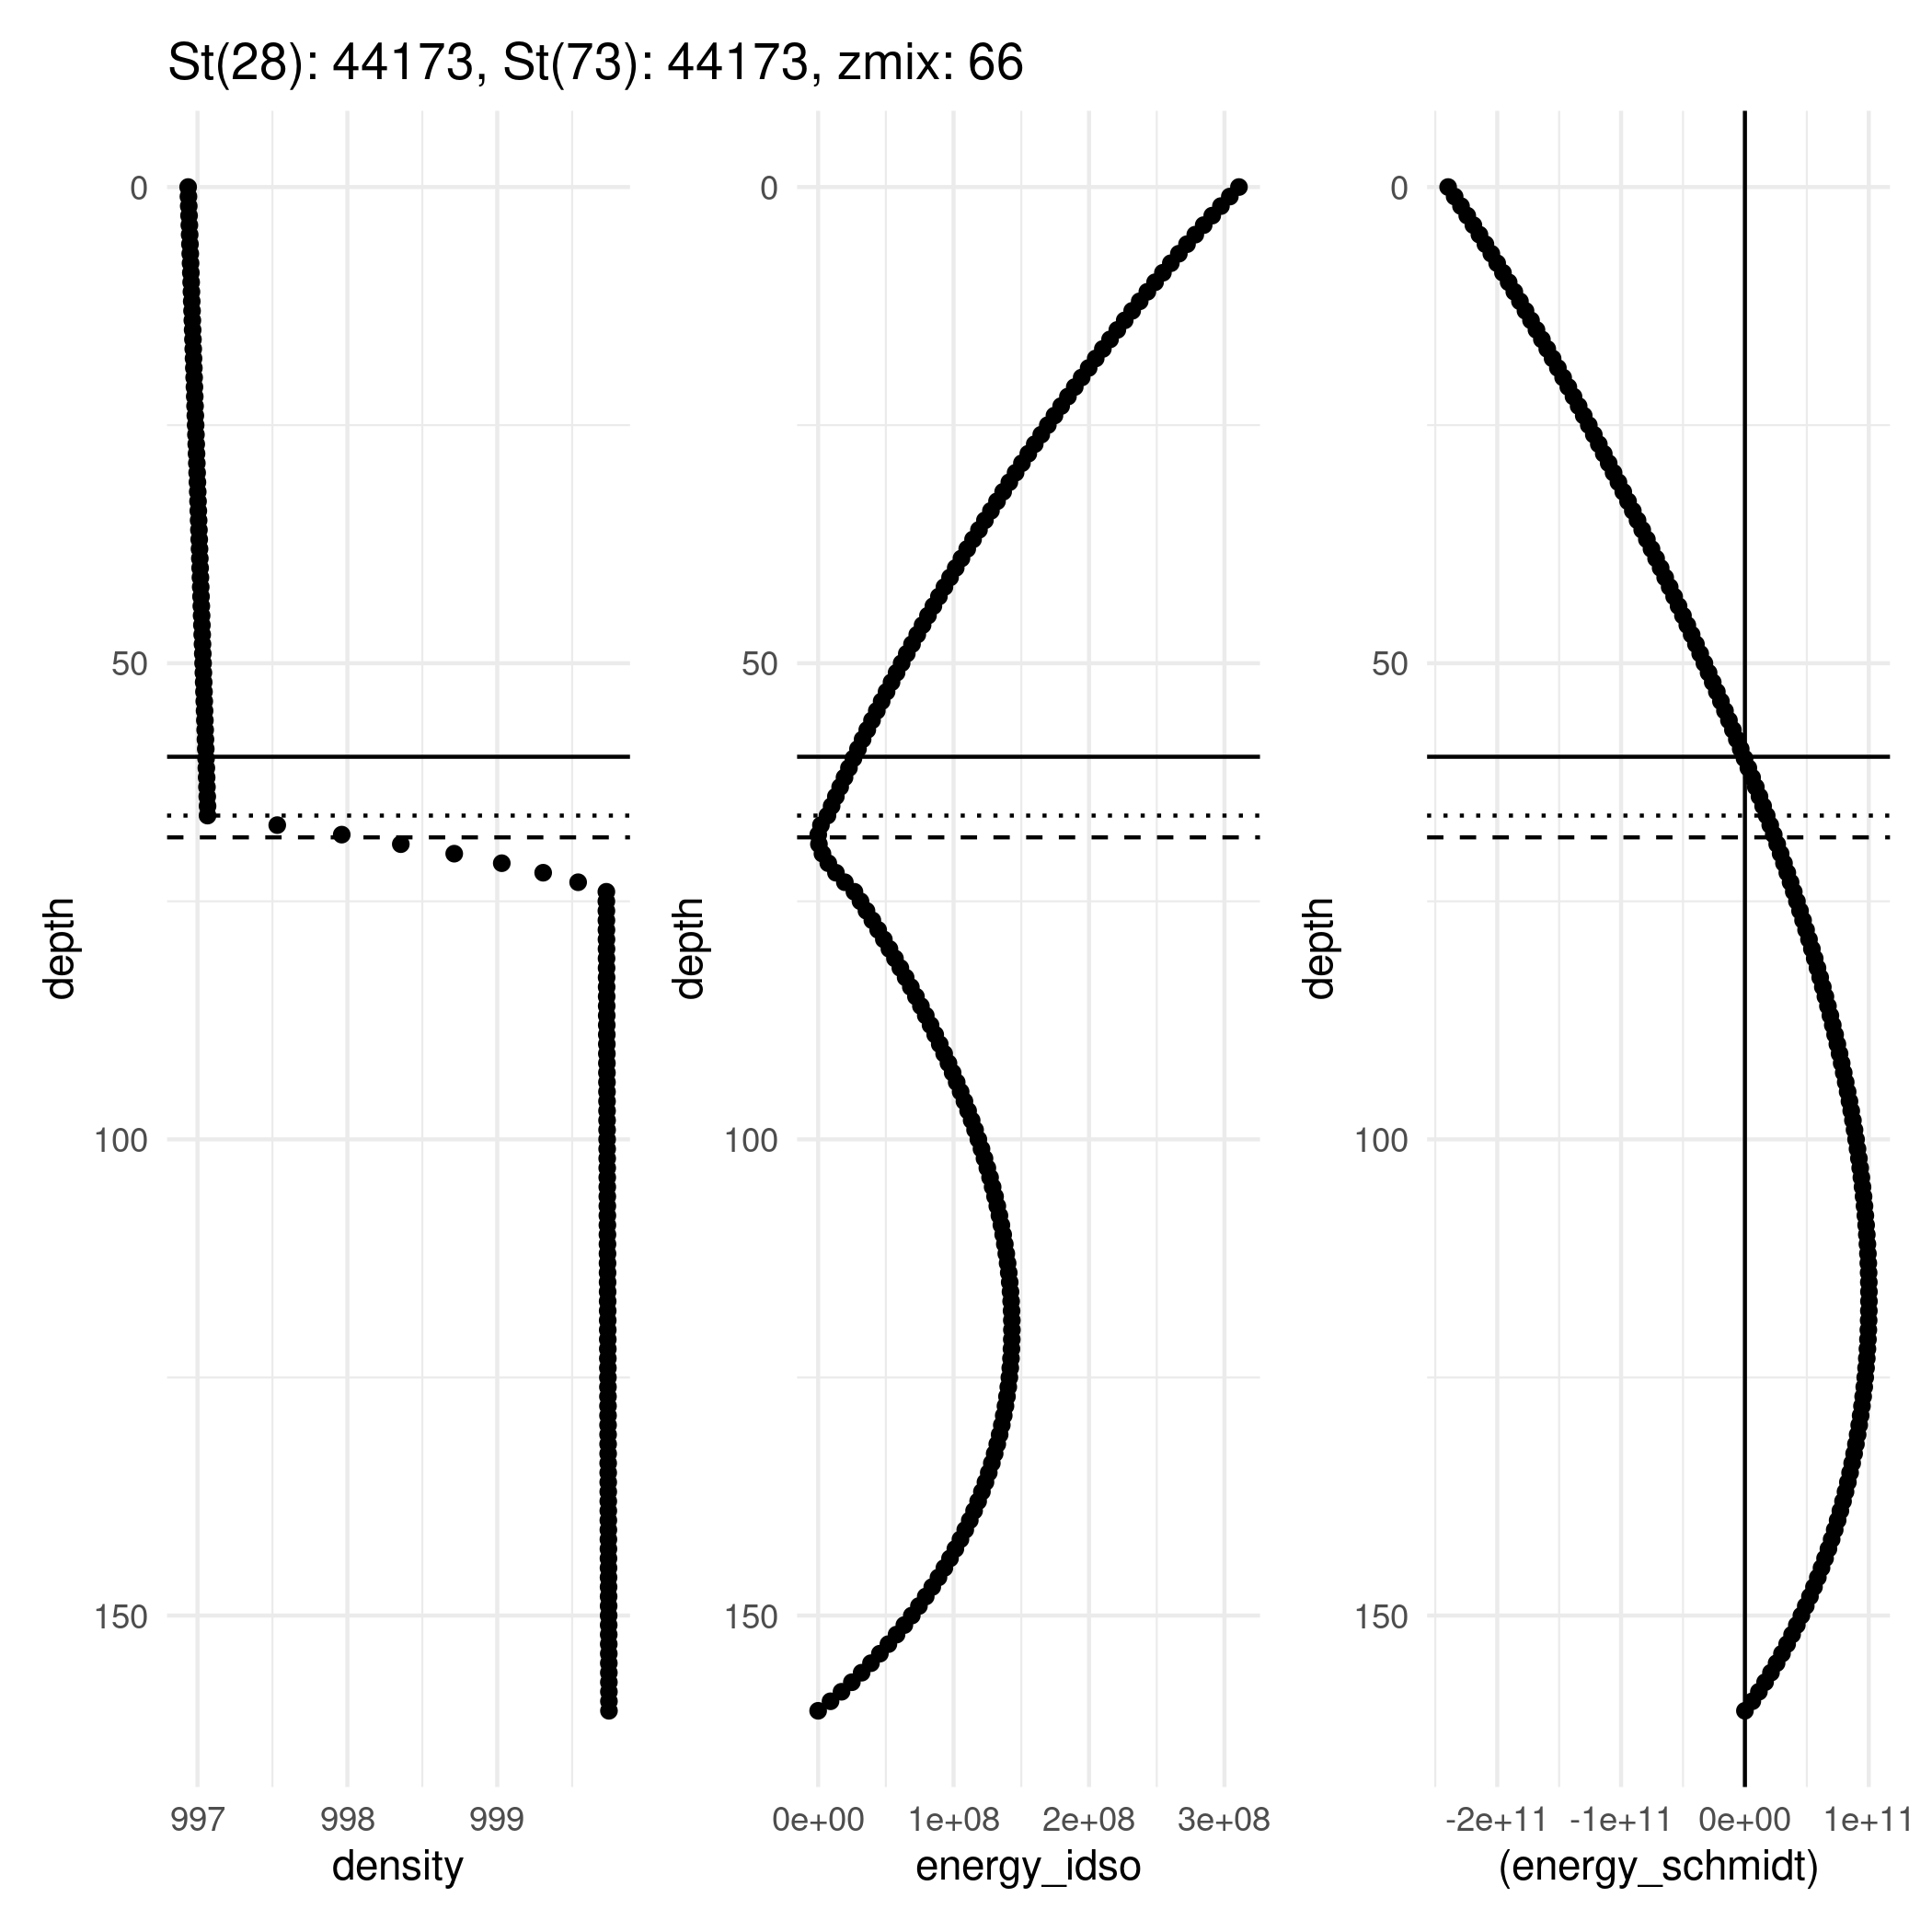 St(28): 44173, St(73): 44173, zmix: 66
0
50
100
150
depth
997 998 999
density
0
50
100
150
depth
0e+00 1e+08 2e+08 3e+08
energy_idso
0
50
100
150
depth
-2e+11 -1e+11 0e+00 1e+11
(energy_schmidt)